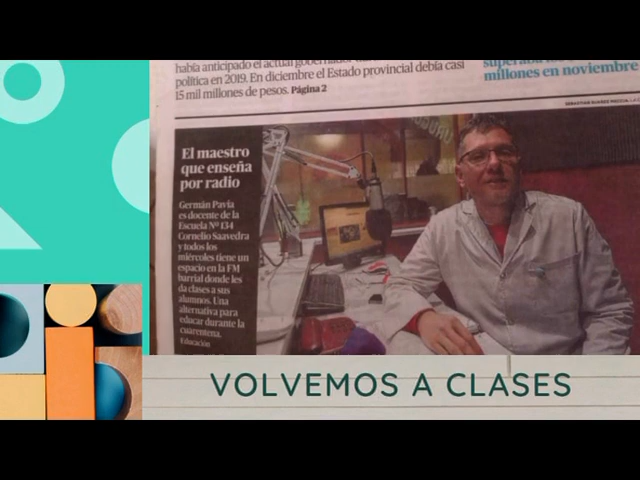 había anticipado el actual gobernador
política en 2019. En diciembre el Estado provincial debía casi
15 mil millones de pesos. Página 2
millones en noviembre
El maestro
que enseña
por radio
Germán Pavía
es docente de la
Escuela Nº 134
Cornelio Saavedra
y todos los
miércoles tiene un
espacio en la FM
barrial donde les
da clases a sus
alumnos. Una
alternativa para
educar durante la
cuarentena.
Educación
VOLVEMOS A CLASES